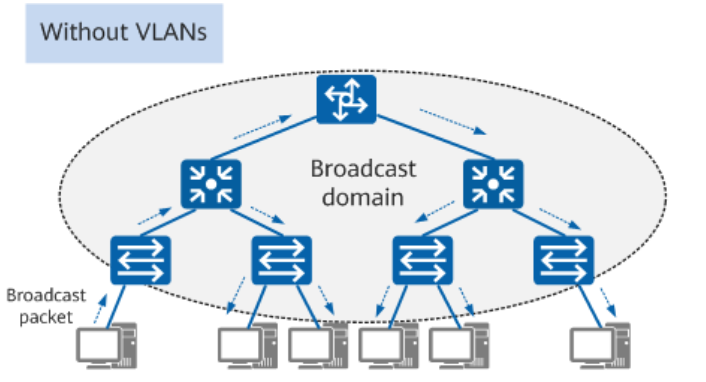 Without VLANs
Broadcast
domain
Broadcast
packet